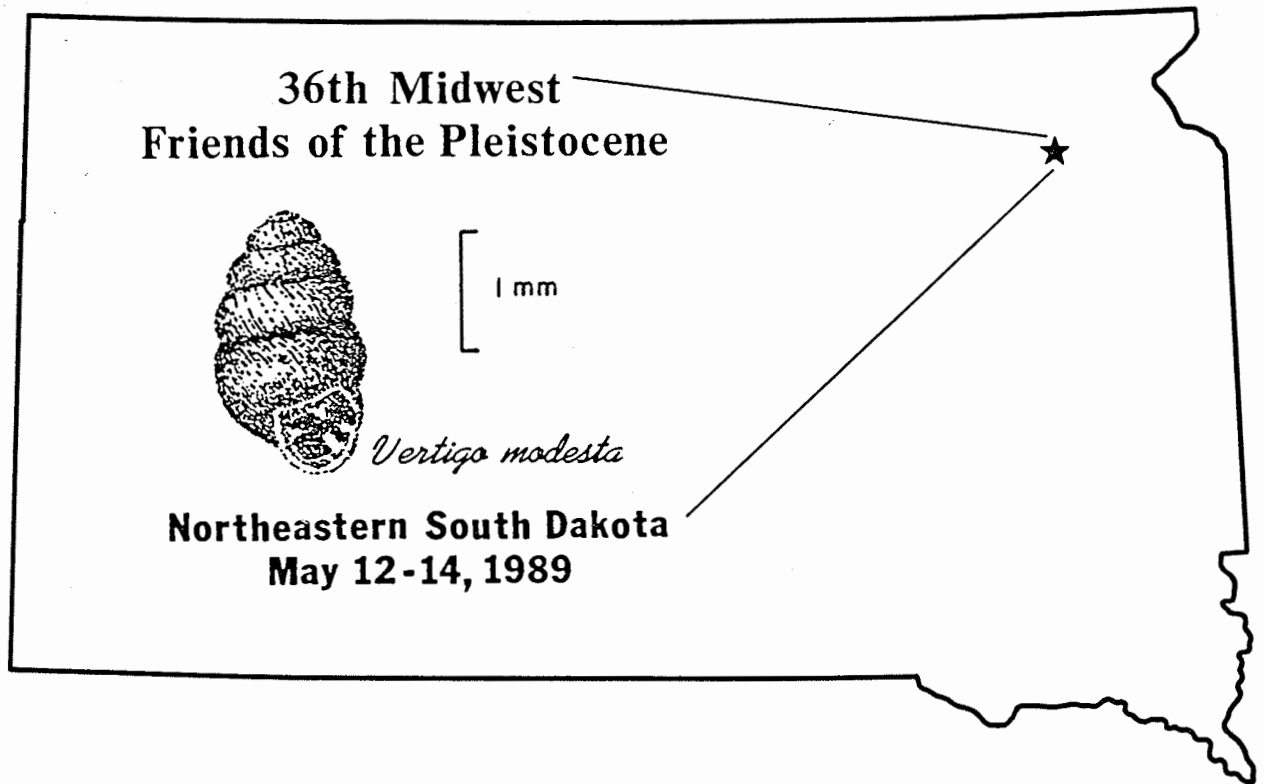 36th Midwest
Friends of the Pleistocene
1 mm
Vertigo modesta
Northeastern South Dakota
May 12-14, 1989